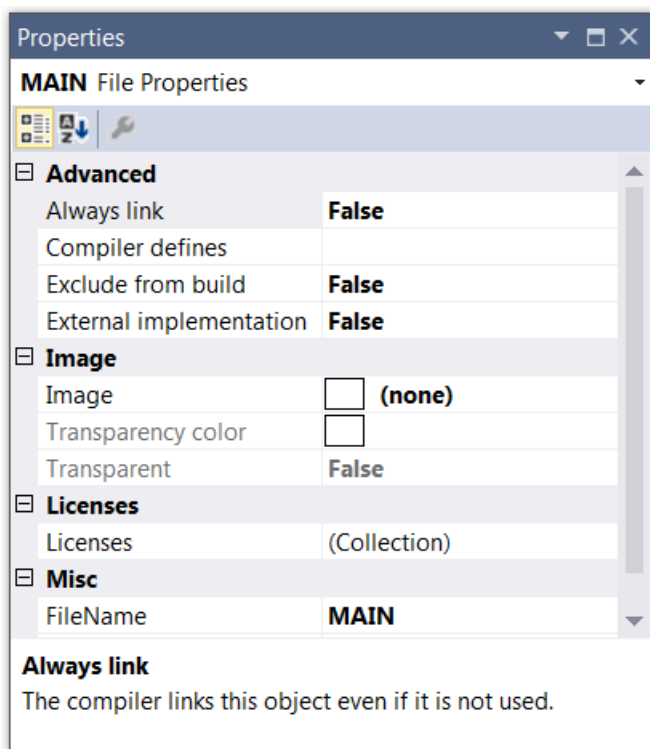 Properties
MAIN File Properties
Advanced
Always link False
Compiler defines
Exclude from build False
External implementation False
Image
Image (none)
Transparency color
Transparent False
Licenses
Licenses (Collection)
Misc
FileName MAIN
Always link
The compiler links this object even if it is not used.